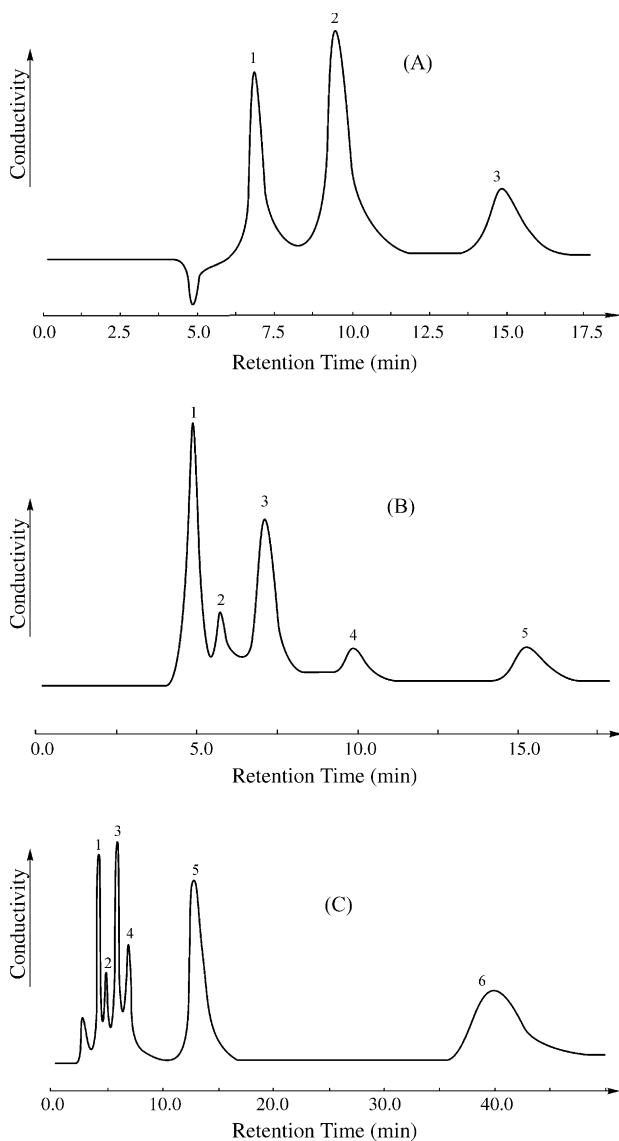 2
(A)
1
3
Conductivity
0.0 2.5 5.0 7.5 10.0 12.5 15.0 17.5
Retention Time (min)
1
(B)
3
2
4
5
Conductivity
0.0 5.0 10.0 15.0
Retention Time (min)
3
1
5
(C)
4
2
6
Conductivity
0.0 10.0 20.0 30.0 40.0
Retention Time (min)